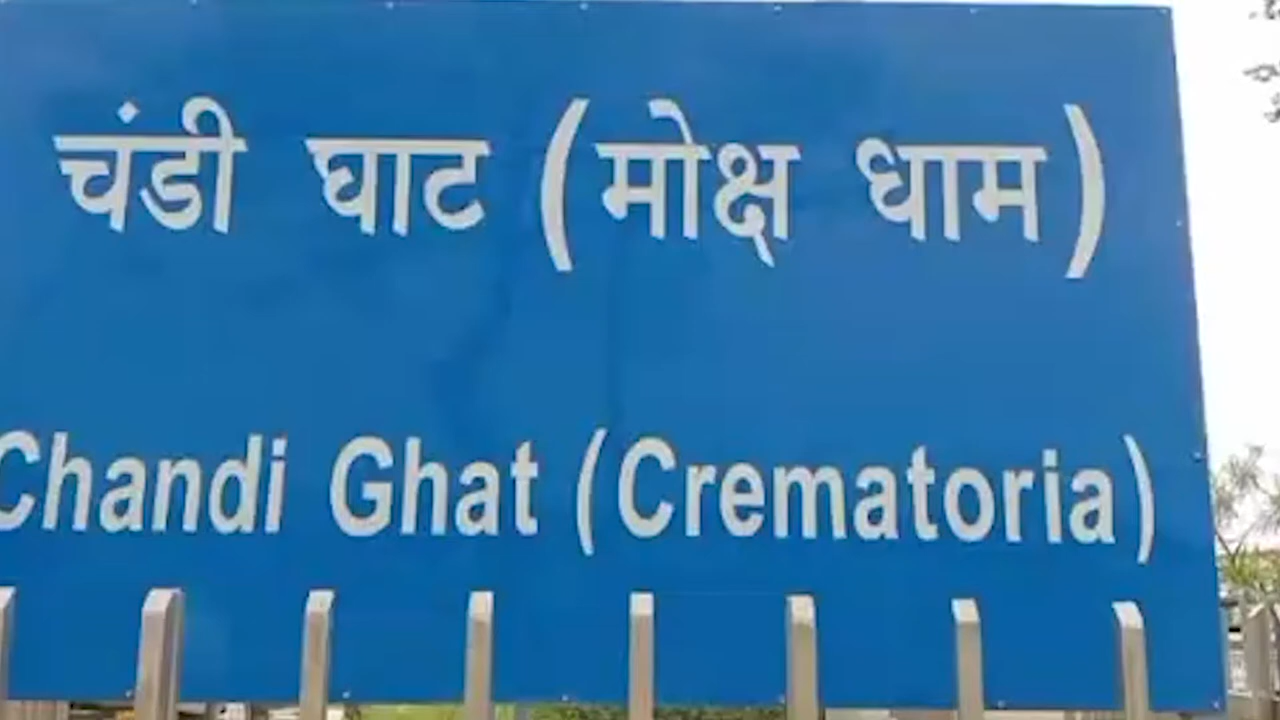 चंडी घाट (मोक्ष धाम)
Chandi Ghat (Crematoria)